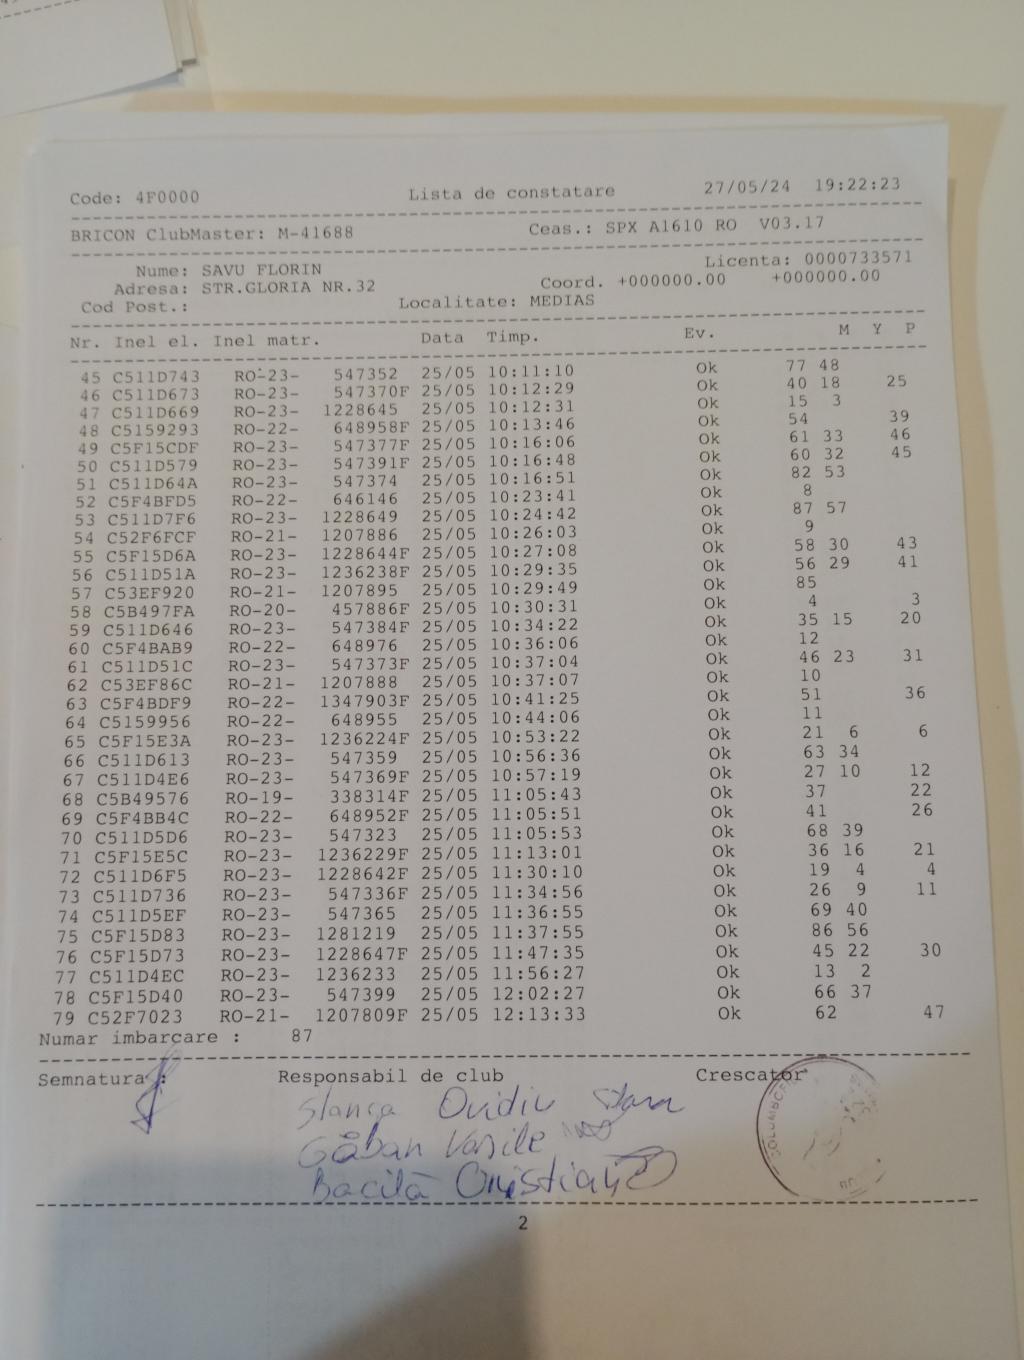 Code: 4F0000 Lista de constatare 27/05/24 19:22:23
BRICON ClubMaster: M-41688 Ceas.: SPX A1610 RO V03.17
Licenta: 0000733571
Nume: SAVU FLORIN
Adresa: STR.GLORIA NR.32 Coord. +000000.00 +000000.00
Cod Post.: Localitate: MEDIAS
Nr. Inel el. Inel matr. Data Timp. Ev. M Y P
45 C511D743 RO-23- 547352 25/05 10:11:10 Ok 77 48
46 C511D673 RO-23- 547370F 25/05 10:12:29 Ok 40 18 25
47 C511D669 RO-23- 1228645 25/05 10:12:31 Ok 15 3
48 C5159293 RO-22- 648958F 25/05 10:13:46 Ok 54 39
49 C5F15CDF RO-23- 547377F 25/05 10:16:06 Ok 61 33 46
50 C511D579 RO-23- 547391F 25/05 10:16:48 Ok 60 32 45
51 C511D64A RO-23- 547374 25/05 10:16:51 Ok 82 53
52 C5F4BFD5 RO-22- 646146 25/05 10:23:41 Ok 8
53 C511D7F6 RO-23- 1228649 25/05 10:24:42 Ok 87 57
54 C52F6FCF RO-21- 1207886 25/05 10:26:03 Ok 9
55 C5F15D6A RO-23- 1228644F 25/05 10:27:08 Ok 58 30 43
56 C511D51A RO-23- 1236238F 25/05 10:29:35 Ok 56 29 41
57 C53EF920 RO-21- 1207895 25/05 10:29:49 Ok 85
58 C5B497FA RO-20- 457886F 25/05 10:30:31 Ok 4 3
59 C511D646 RO-23- 547384F 25/05 10:34:22 Ok 35 15 20
60 C5F4BAB9 RO-22- 648976 25/05 10:36:06 Ok 12
61 C511D51C RO-23- 547373F 25/05 10:37:04 Ok 46 23 31
62 C53EF86C RO-21- 1207888 25/05 10:37:07 Ok 10
63 C5F4BDF9 RO-22- 1347903F 25/05 10:41:25 Ok 51 36
64 C5159956 RO-22- 648955 25/05 10:44:06 Ok 11
65 C5F15E3A RO-23- 1236224F 25/05 10:53:22 Ok 21 6 6
66 C511D613 RO-23- 547359 25/05 10:56:36 Ok 63 34
67 C511D4E6 RO-23- 547369F 25/05 10:57:19 Ok 27 10 12
68 C5B49576 RO-19- 338314F 25/05 11:05:43 Ok 37 22
69 C5F4BB4C RO-22- 648952F 25/05 11:05:51 Ok 41 26
70 C511D5D6 RO-23- 547323 25/05 11:05:53 Ok 68 39
71 C5F15E5C RO-23- 1236229F 25/05 11:13:01 Ok 36 16 21
72 C511D6F5 RO-23- 1228642F 25/05 11:30:10 Ok 19 4 4
73 C511D736 RO-23- 547336F 25/05 11:34:56 Ok 26 9 11
74 C511D5EF RO-23- 547365 25/05 11:36:55 Ok 69 40
75 C5F15D83 RO-23- 1281219 25/05 11:37:55 Ok 86 56
76 C5F15D73 RO-23- 1228647F 25/05 11:47:35 Ok 45 22 30
77 C511D4EC RO-23- 1236233 25/05 11:56:27 Ok 13 2
78 C5F15D40 RO-23- 547399 25/05 12:02:27 Ok 66 37
79 C52F7023 RO-21- 1207809F 25/05 12:13:33 Ok 62 47
Numar imbarcare : 87
Semnatura : Responsabil de club Crescator
Stanca Ovidiu
Găban Vasile
Bacilă Cristian
2